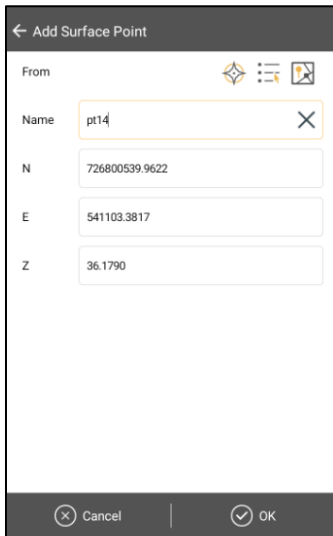 Add Surface Point
From
Name pt14
N 726800539.9622
E 541103.3817
Z 36.1790
Cancel OK